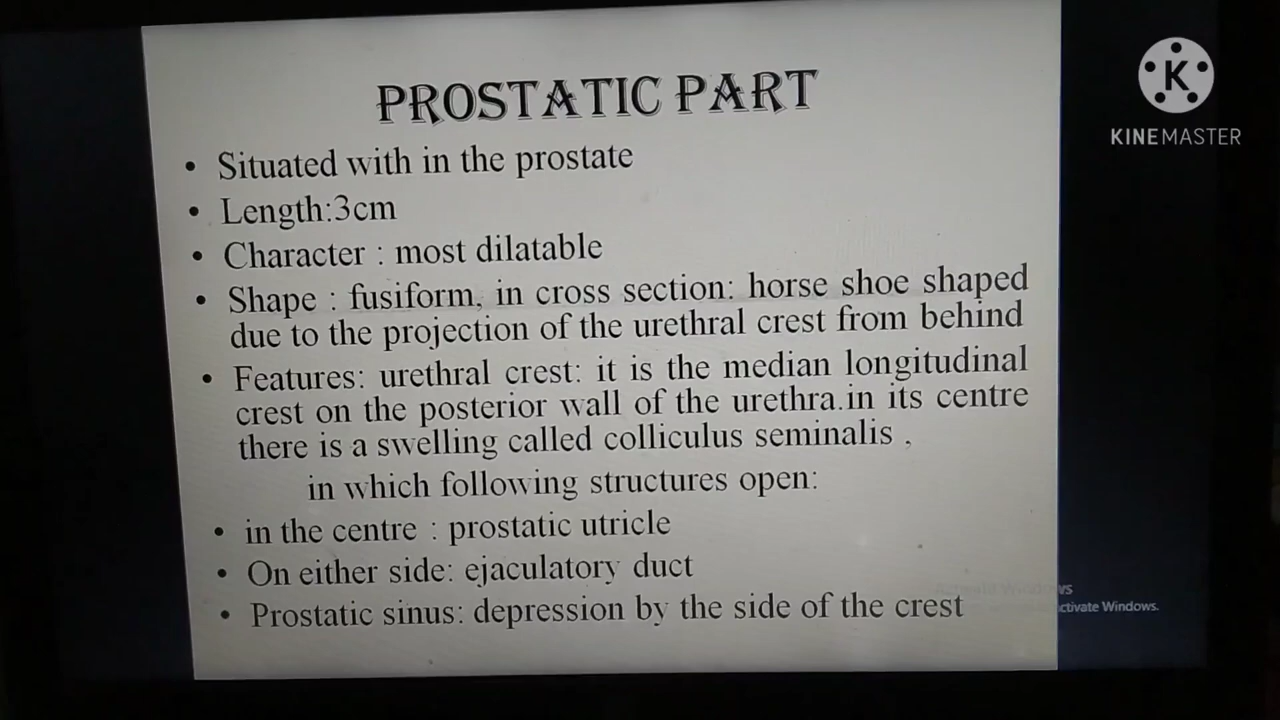 PROSTATIC PART
• Situated with in the prostate
• Length:3cm
• Character : most dilatable
• Shape : fusiform, in cross section: horse shoe shaped
due to the projection of the urethral crest from behind
• Features: urethral crest: it is the median longitudinal
crest on the posterior wall of the urethra.in its centre
there is a swelling called colliculus seminalis .
in which following structures open:
• in the centre : prostatic utricle
• On either side: ejaculatory duct
• Prostatic sinus: depression by the side of the crest
K
KINEMASTER
Windows.